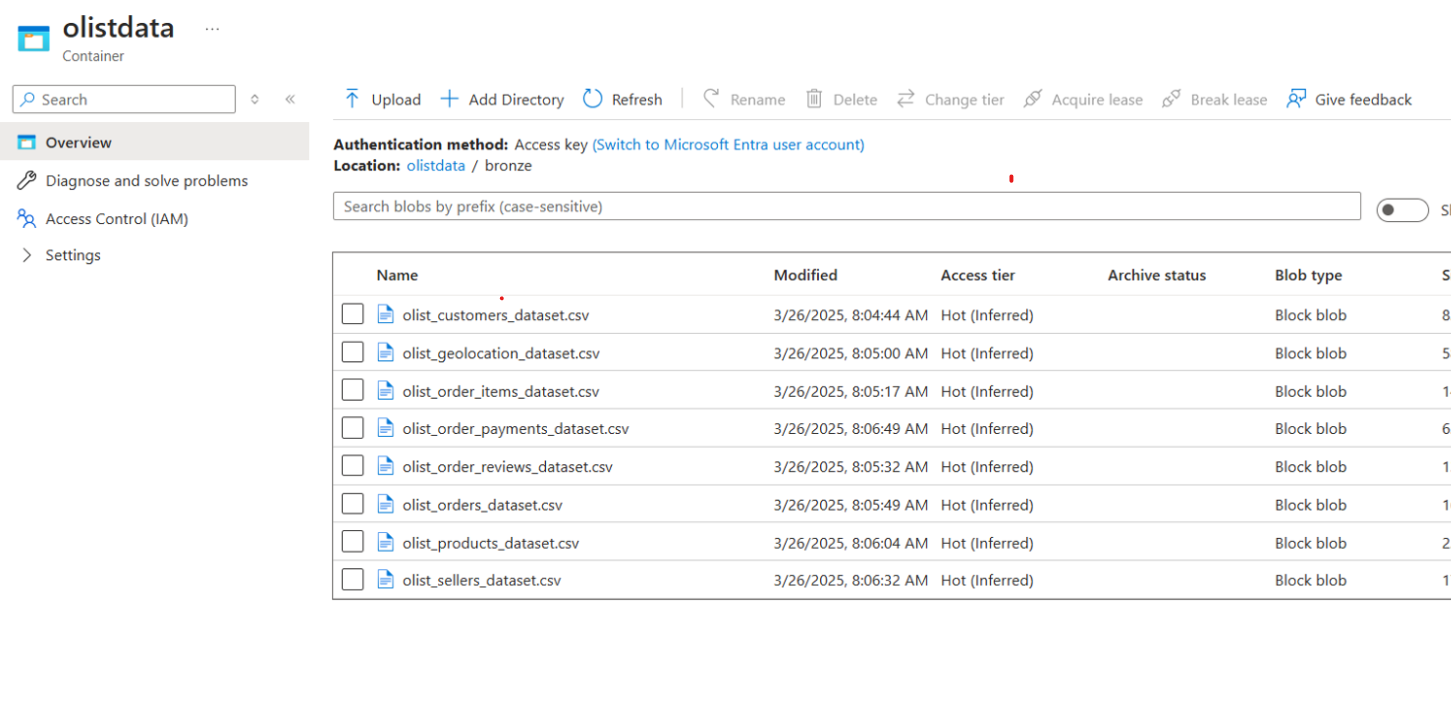 olistdata ...
Container
Search
Overview
Diagnose and solve problems
Access Control (IAM)
Settings
Upload Add Directory Refresh Rename Delete Change tier Acquire lease Break lease Give feedback
Authentication method: Access key (Switch to Microsoft Entra user account)
Location: olistdata / bronze
Search blobs by prefix (case-sensitive)
Name Modified Access tier Archive status Blob type
olist_customers_dataset.csv 3/26/2025, 8:04:44 AM Hot (Inferred) Block blob
olist_geolocation_dataset.csv 3/26/2025, 8:05:00 AM Hot (Inferred) Block blob
olist_order_items_dataset.csv 3/26/2025, 8:05:17 AM Hot (Inferred) Block blob
olist_order_payments_dataset.csv 3/26/2025, 8:06:49 AM Hot (Inferred) Block blob
olist_order_reviews_dataset.csv 3/26/2025, 8:05:32 AM Hot (Inferred) Block blob
olist_orders_dataset.csv 3/26/2025, 8:05:49 AM Hot (Inferred) Block blob
olist_products_dataset.csv 3/26/2025, 8:06:04 AM Hot (Inferred) Block blob
olist_sellers_dataset.csv 3/26/2025, 8:06:32 AM Hot (Inferred) Block blob